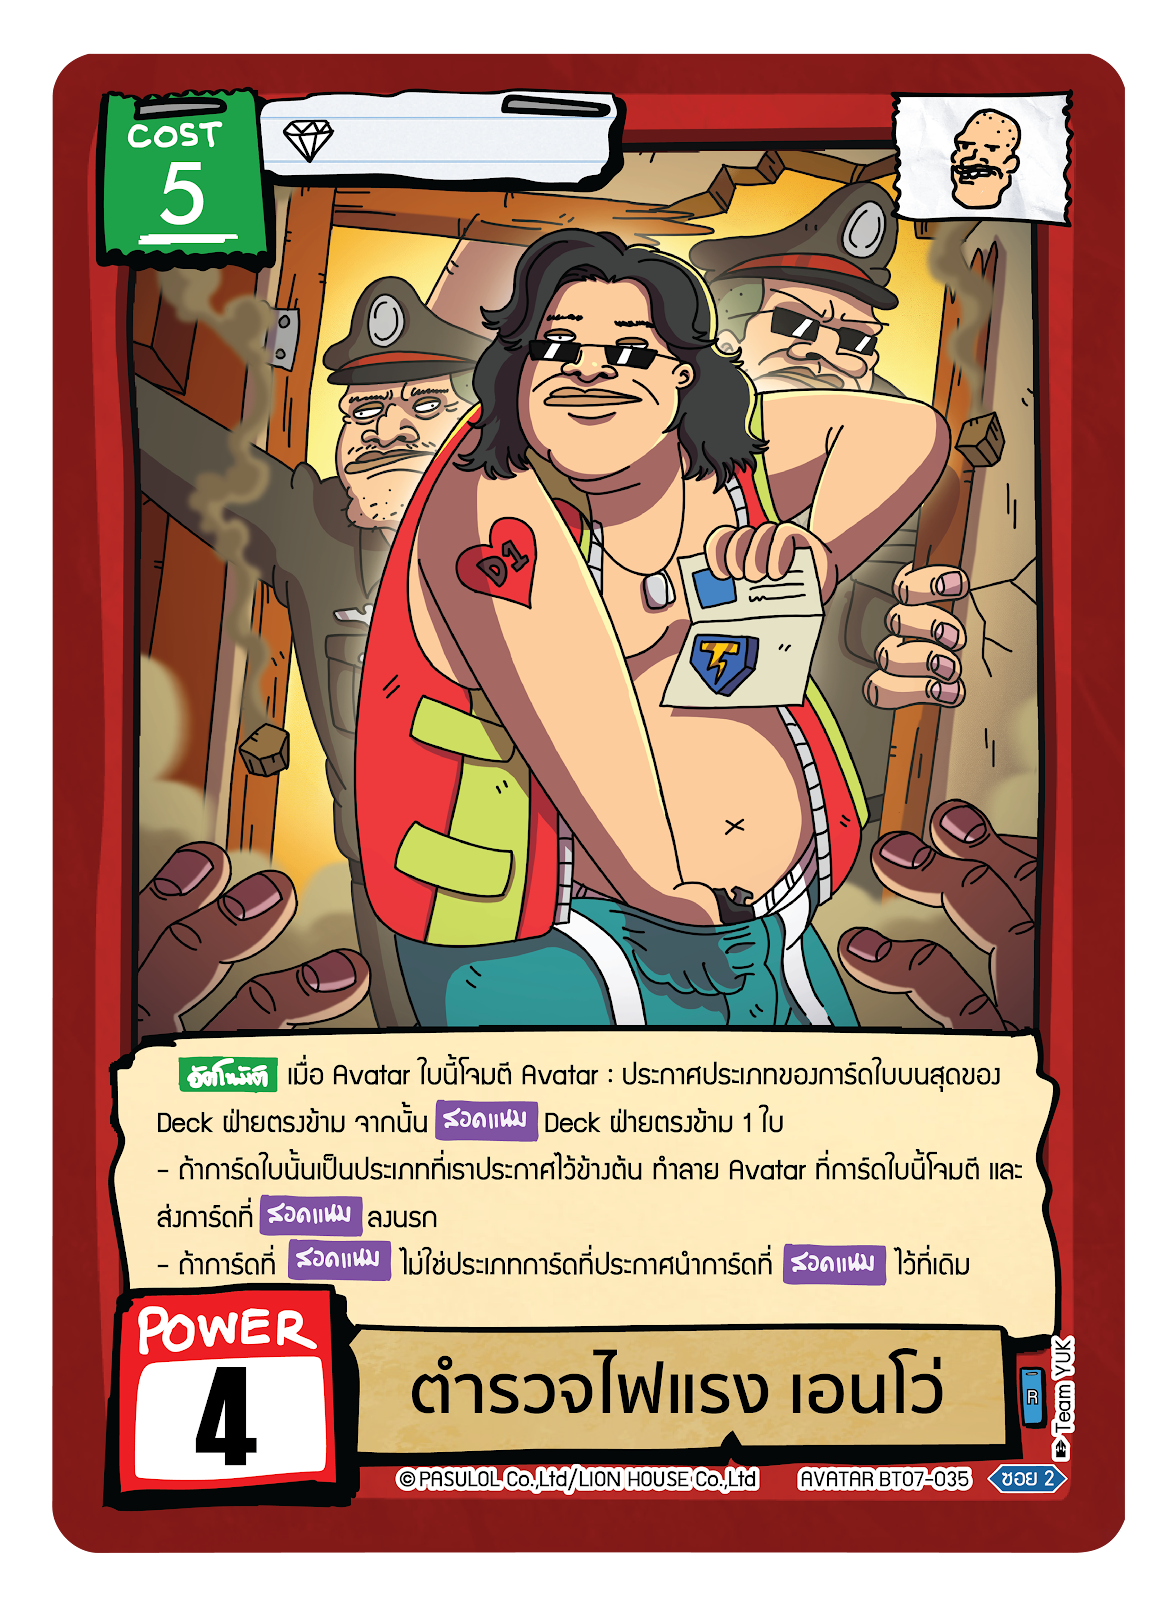 COST
5
D1
T
อัตโนมัติ เมื่อ Avatar ใบนี้โจมตี Avatar : ประกาศประเภทของการ์ดใบบนสุดของ
Deck ฝ่ายตรงข้าม จากนั้น สอดแนม Deck ฝ่ายตรงข้าม 1 ใบ
- ถ้าการ์ดใบนั้นเป็นประเภทที่เราประกาศไว้ข้างต้น ทำลาย Avatar ที่การ์ดใบนี้โจมตี และ
ส่งการ์ดที่ สอดแนม ลงนรก
- ถ้าการ์ดที่ สอดแนม ไม่ใช่ประเภทการ์ดที่ประกาศนำการ์ดที่ สอดแนม ไว้ที่เดิม
POWER
4
ตำรวจไฟแรง เอนโว่
R
Team YUK
© PASULOL Co.,Ltd/LION HOUSE Co.,Ltd
AVATAR BT07-035
ซอย 2